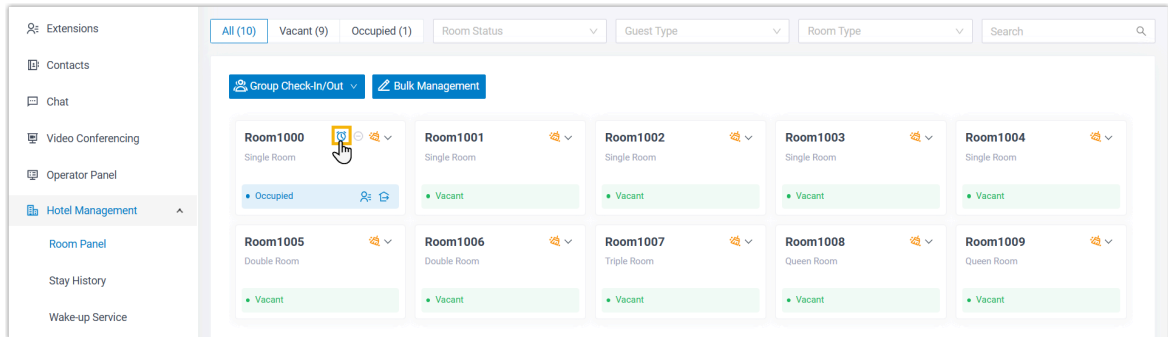 Extensions
Contacts
Chat
Video Conferencing
Operator Panel
Hotel Management
Room Panel
Stay History
Wake-up Service
All (10) Vacant (9) Occupied (1) Room Status Guest Type Room Type Search
Group Check-In/Out Bulk Management
Room1000 Room1001 Room1002 Room1003 Room1004
Single Room Single Room Single Room Single Room Single Room
Occupied Vacant Vacant Vacant Vacant
Room1005 Room1006 Room1007 Room1008 Room1009
Double Room Double Room Triple Room Queen Room Queen Room
Vacant Vacant Vacant Vacant Vacant